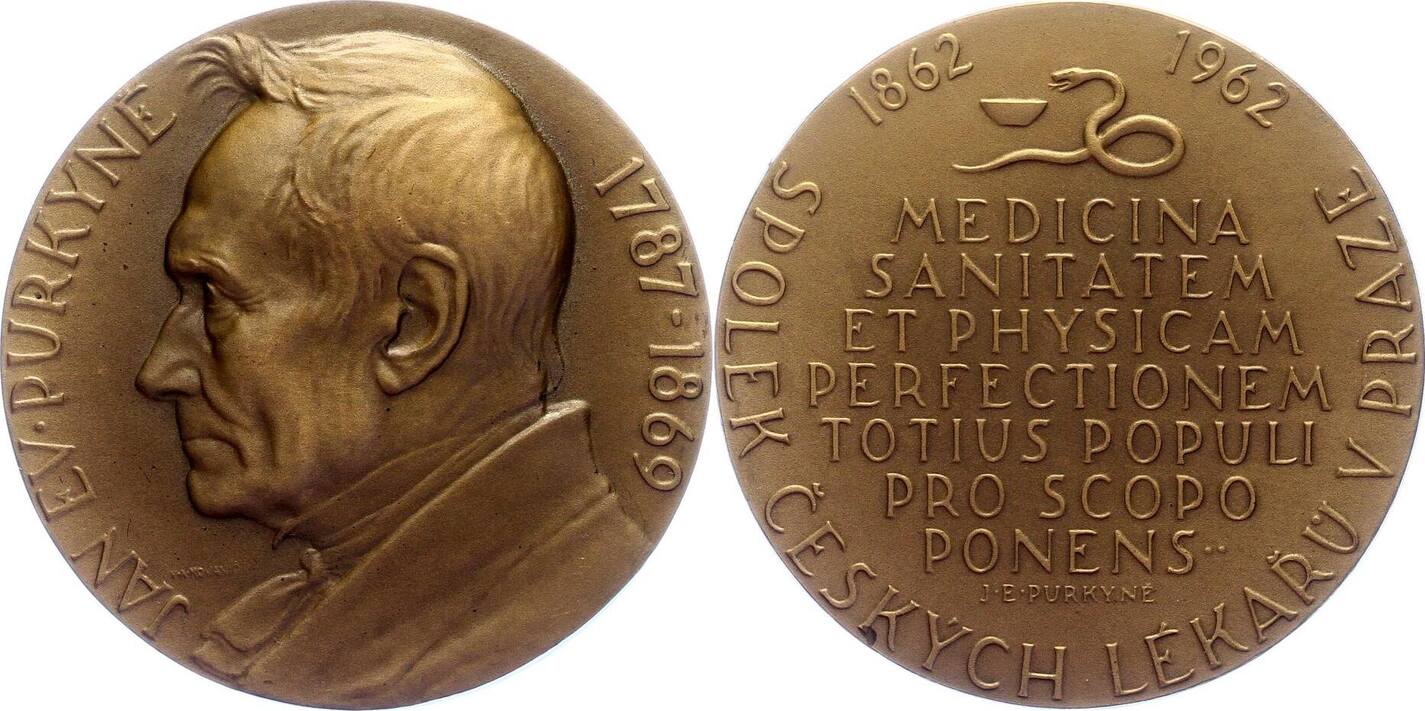 JAN EV·PURKYNĚ
1787-1869
1862 1962
SPOLEK ČESKÝCH LÉKAŘŮ V PRAZE
MEDICINA
SANITATEM
ET PHYSICAM
PERFECTIONEM
TOTIUS POPULI
PRO SCOPO
PONENS··
J·E·PURKYNĚ